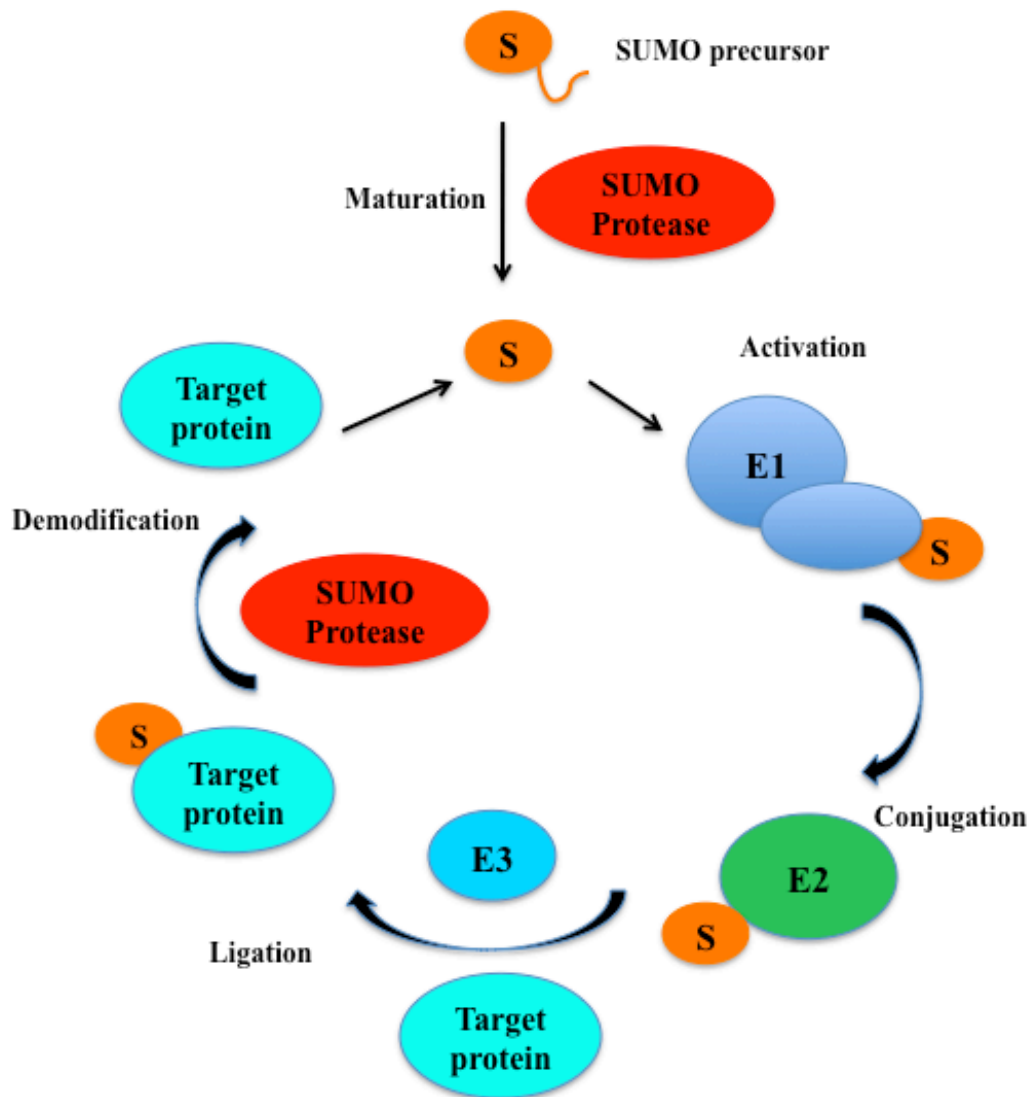 S
SUMO precursor
Maturation
SUMO
Protease
S
Activation
Target
protein
E1
S
Demodification
SUMO
Protease
S
Target
protein
Conjugation
E3
E2
S
Ligation
Target
protein